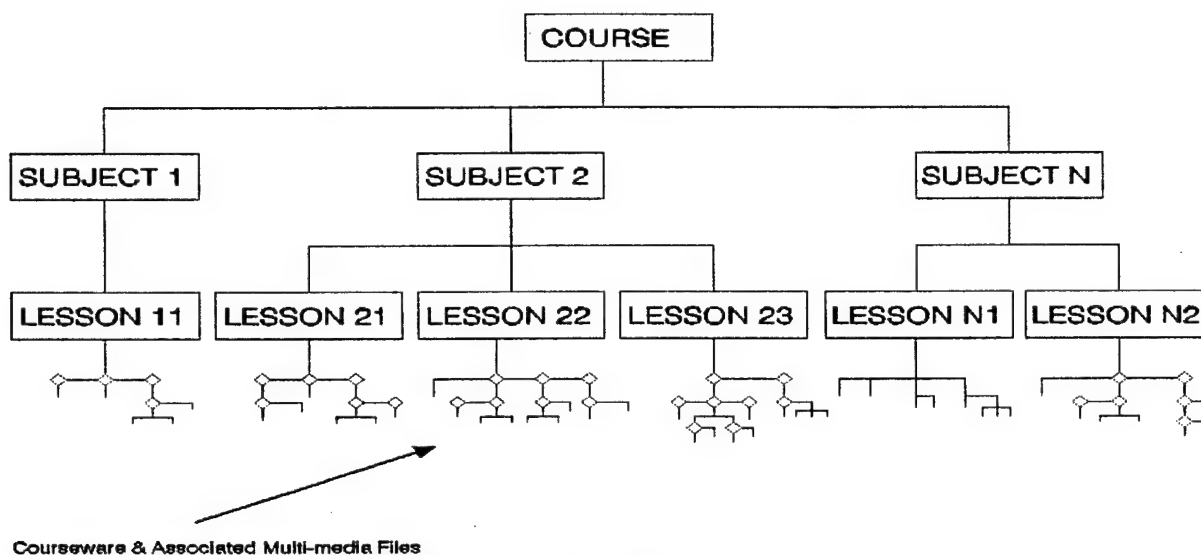 COURSE
SUBJECT 1
SUBJECT 2
SUBJECT N
LESSON 11
LESSON 21
LESSON 22
LESSON 23
LESSON N1
LESSON N2
Courseware & Associated Multi-media Files